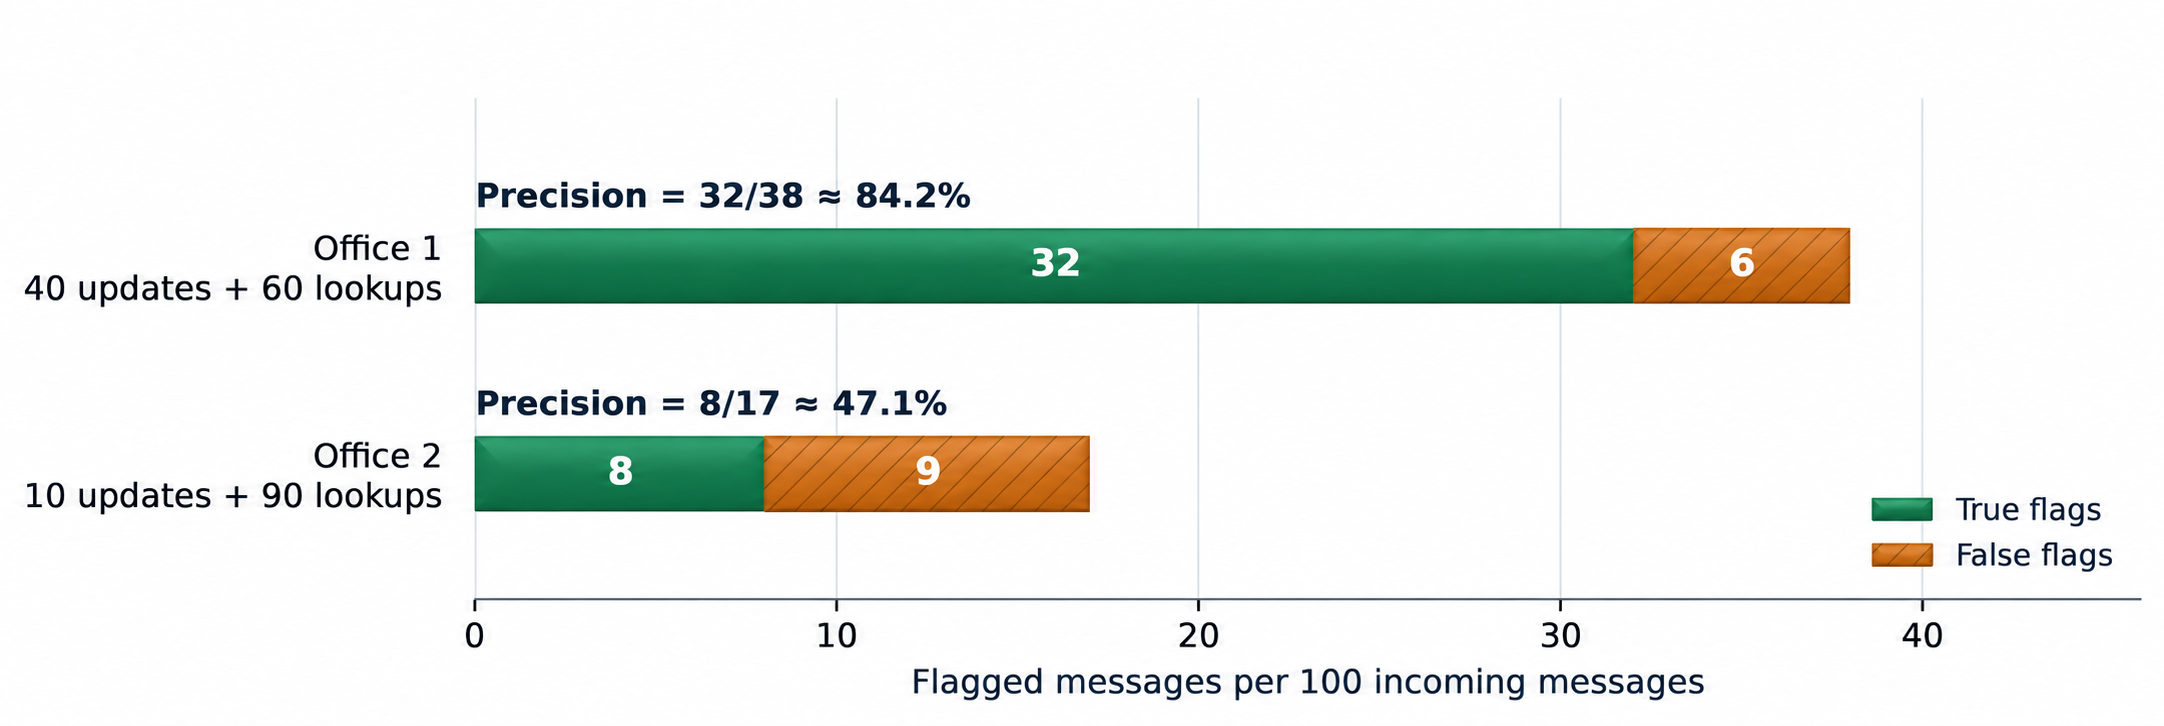 Precision = 32/38 ≈ 84.2%
Office 1
40 updates + 60 lookups
32
6
Precision = 8/17 ≈ 47.1%
Office 2
10 updates + 90 lookups
8
9
True flags
False flags
0
10
20
30
40
Flagged messages per 100 incoming messages